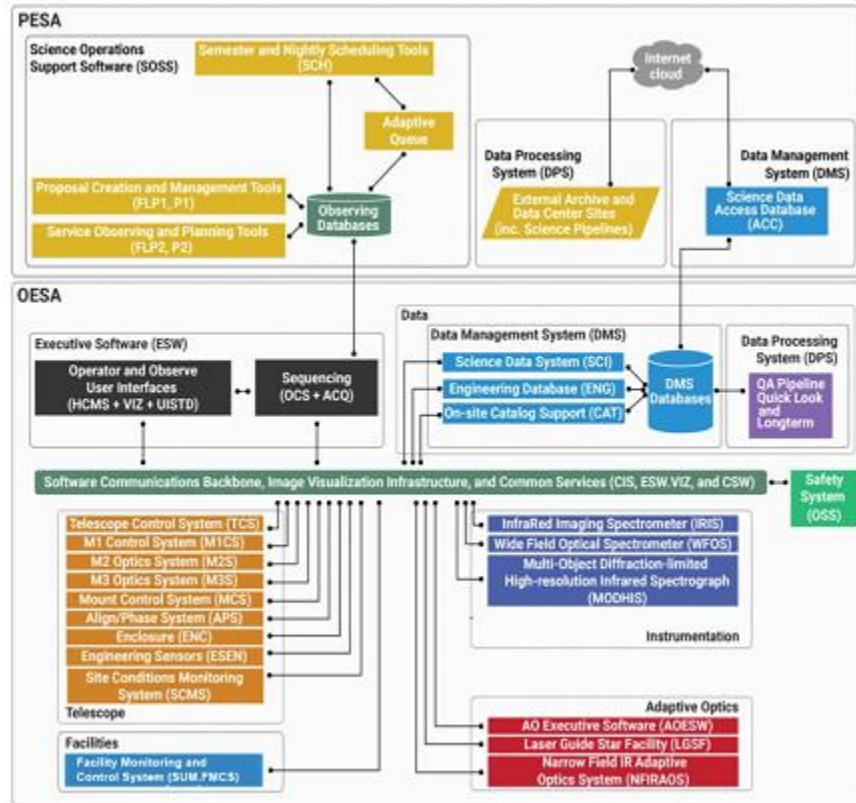 PESA
Science Operations
Support Software (SOSS)
Semester and Nightly Scheduling Tools
(SCH)
Adaptive
Queue
Proposal Creation and Management Tools
(FLP1, P1)
Service Observing and Planning Tools
(FLP2, P2)
Observing
Databases
Internet
cloud
Data Processing
System (DPS)
External Archive and
Data Center Sites
(inc. Science Pipelines)
Data Management
System (DMS)
Science Data
Access Database
(ACC)
OESA
Executive Software (ESW)
Operator and Observe
User Interfaces
(HCMS + VIZ + UISTD)
Sequencing
(OCS + ACQ)
Data
Data Management System (DMS)
Science Data System (SCI)
Engineering Database (ENG)
On-site Catalog Support (CAT)
DMS
Databases
Data Processing
System (DPS)
QA Pipeline
Quick Look
and
Longterm
Software Communications Backbone, Image Visualization Infrastructure, and Common Services (CIS, ESW.VIZ, and CSW)
Safety
System
(OSS)
Telescope Control System (TCS)
M1 Control System (M1CS)
M2 Optics System (M2S)
M3 Optics System (M3S)
Mount Control System (MCS)
Align/Phase System (APS)
Enclosure (ENC)
Engineering Sensors (ESEN)
Site Conditions Monitoring
System (SCMS)
Telescope
Facilities
Facility Monitoring and
Control System (SUM.FMCS)
InfraRed Imaging Spectrometer (IRIS)
Wide Field Optical Spectrometer (WFOS)
Multi-Object Diffraction-limited
High-resolution Infrared Spectrograph
(MODHIS)
Instrumentation
Adaptive Optics
AO Executive Software (AOESW)
Laser Guide Star Facility (LGSF)
Narrow Field IR Adaptive
Optics System (NFIRAOS)